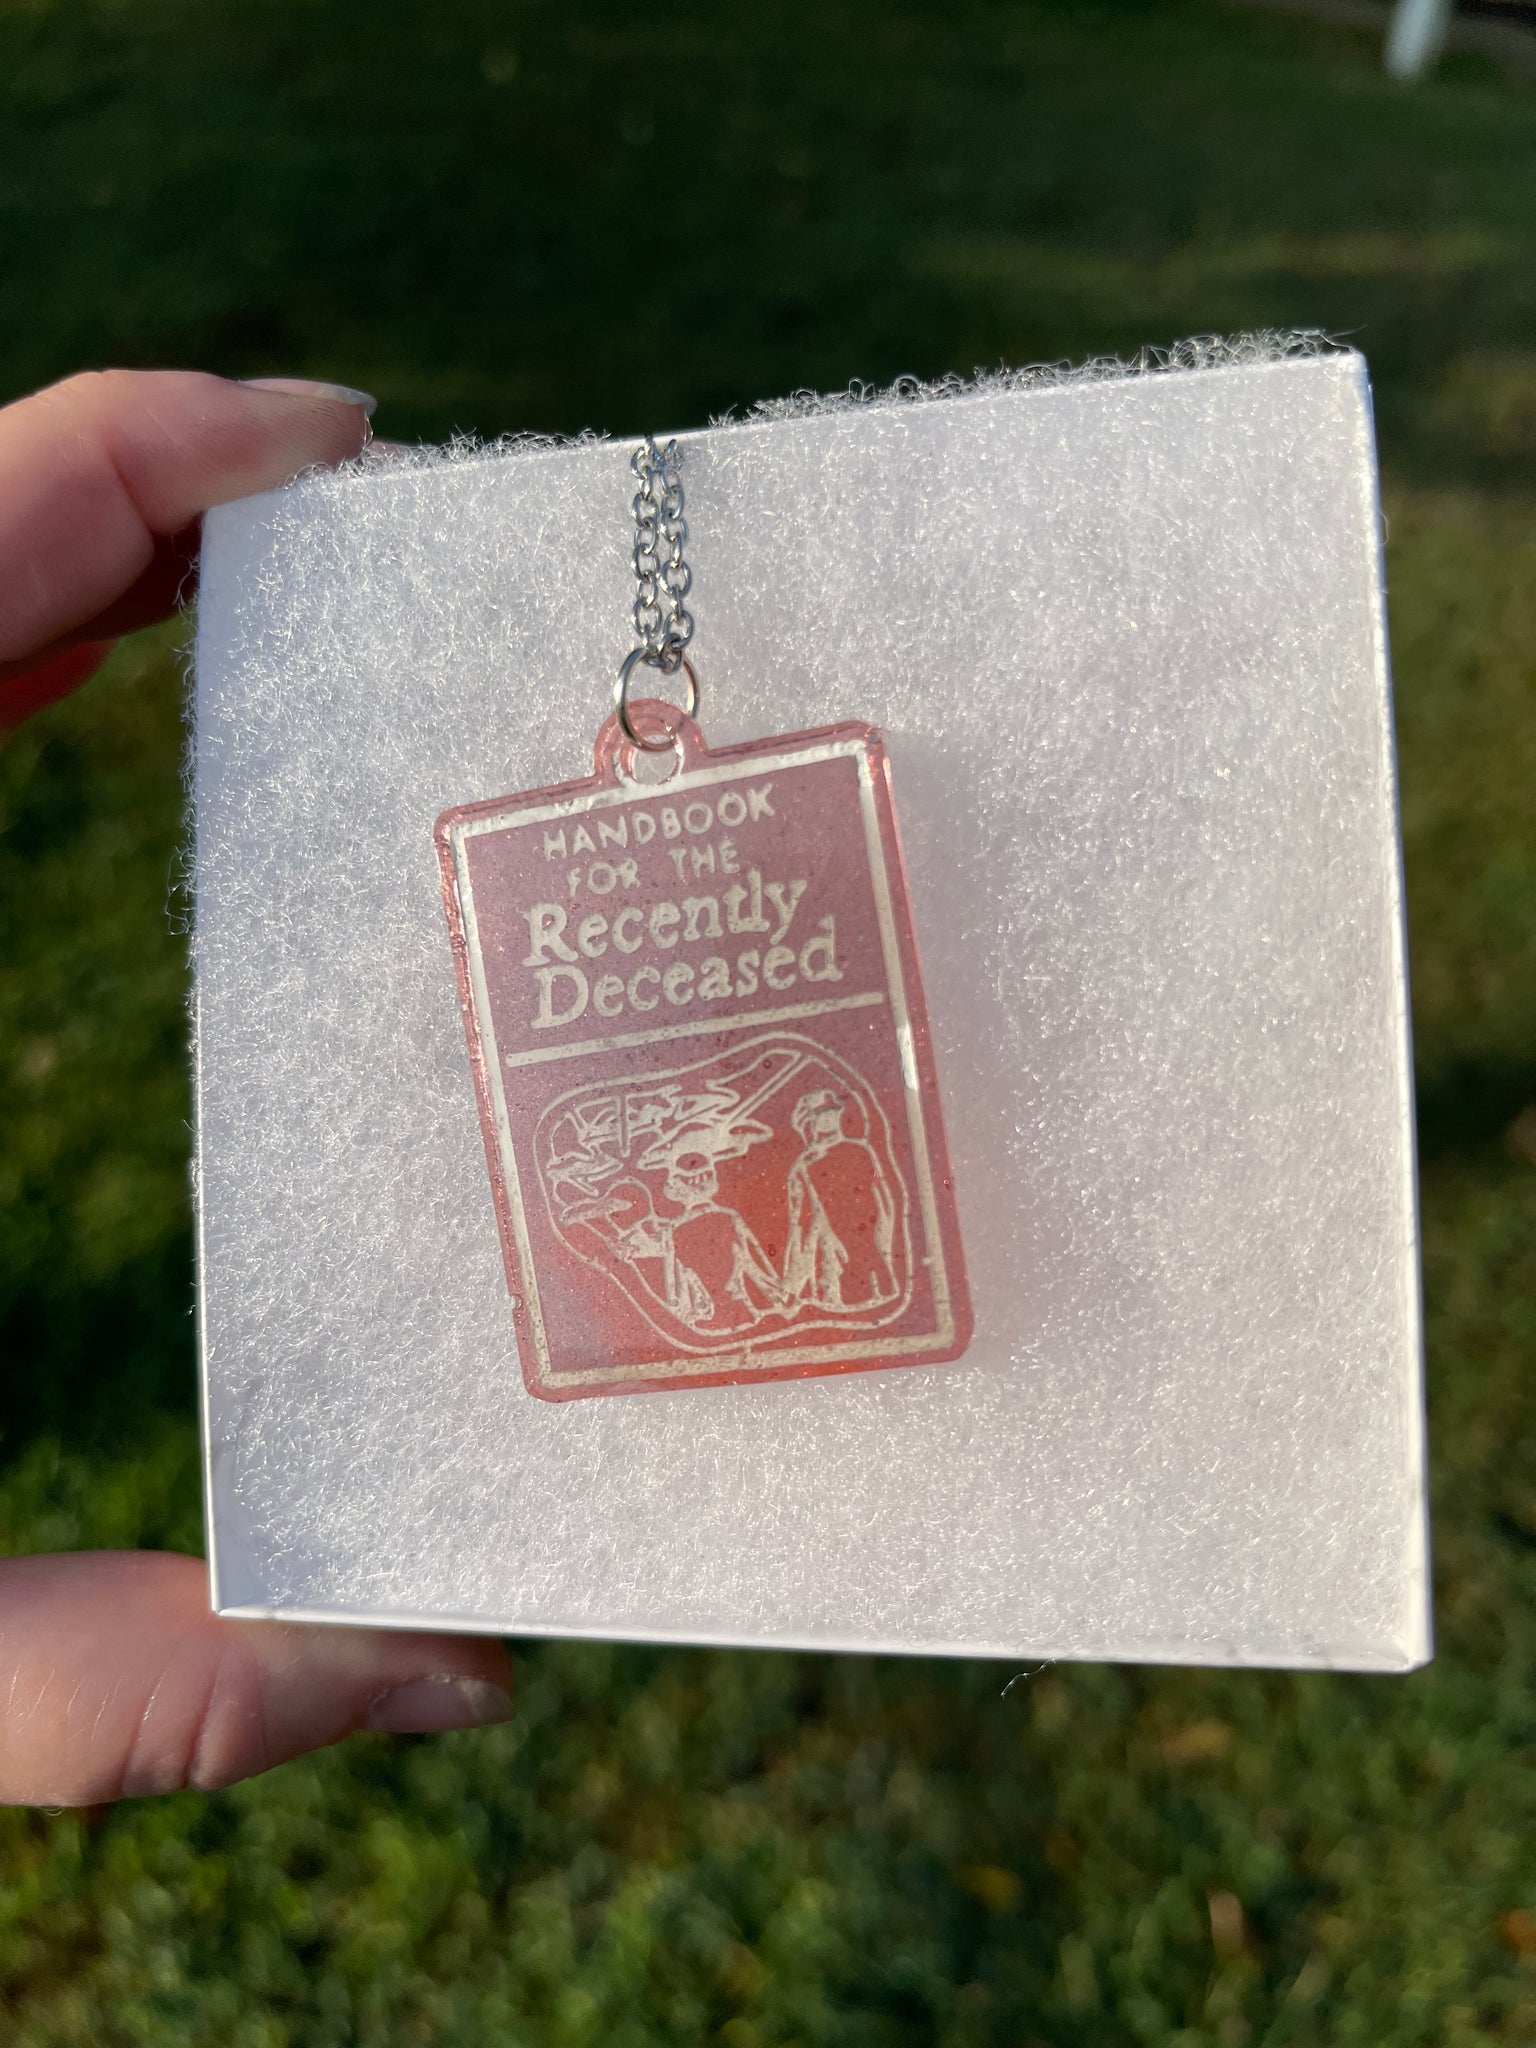 HANDBOOK
FOR THE
Recently
Deceased